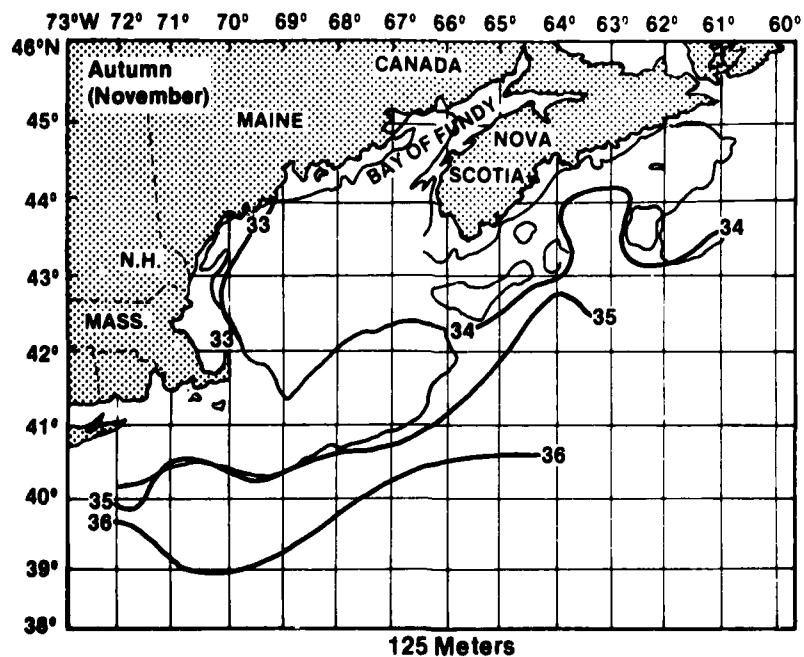 73°W 72° 71° 70° 69° 68° 67° 66° 65° 64° 63° 62° 61° 60°
46°N
Autumn
(November)
CANADA
45°
MAINE
BAY OF FUNDY
NOVA
SCOTIA
44°
33
34
N.H.
43°
MASS.
33
34
35
42°
41°
36
40°
35
36
39°
38°
125 Meters